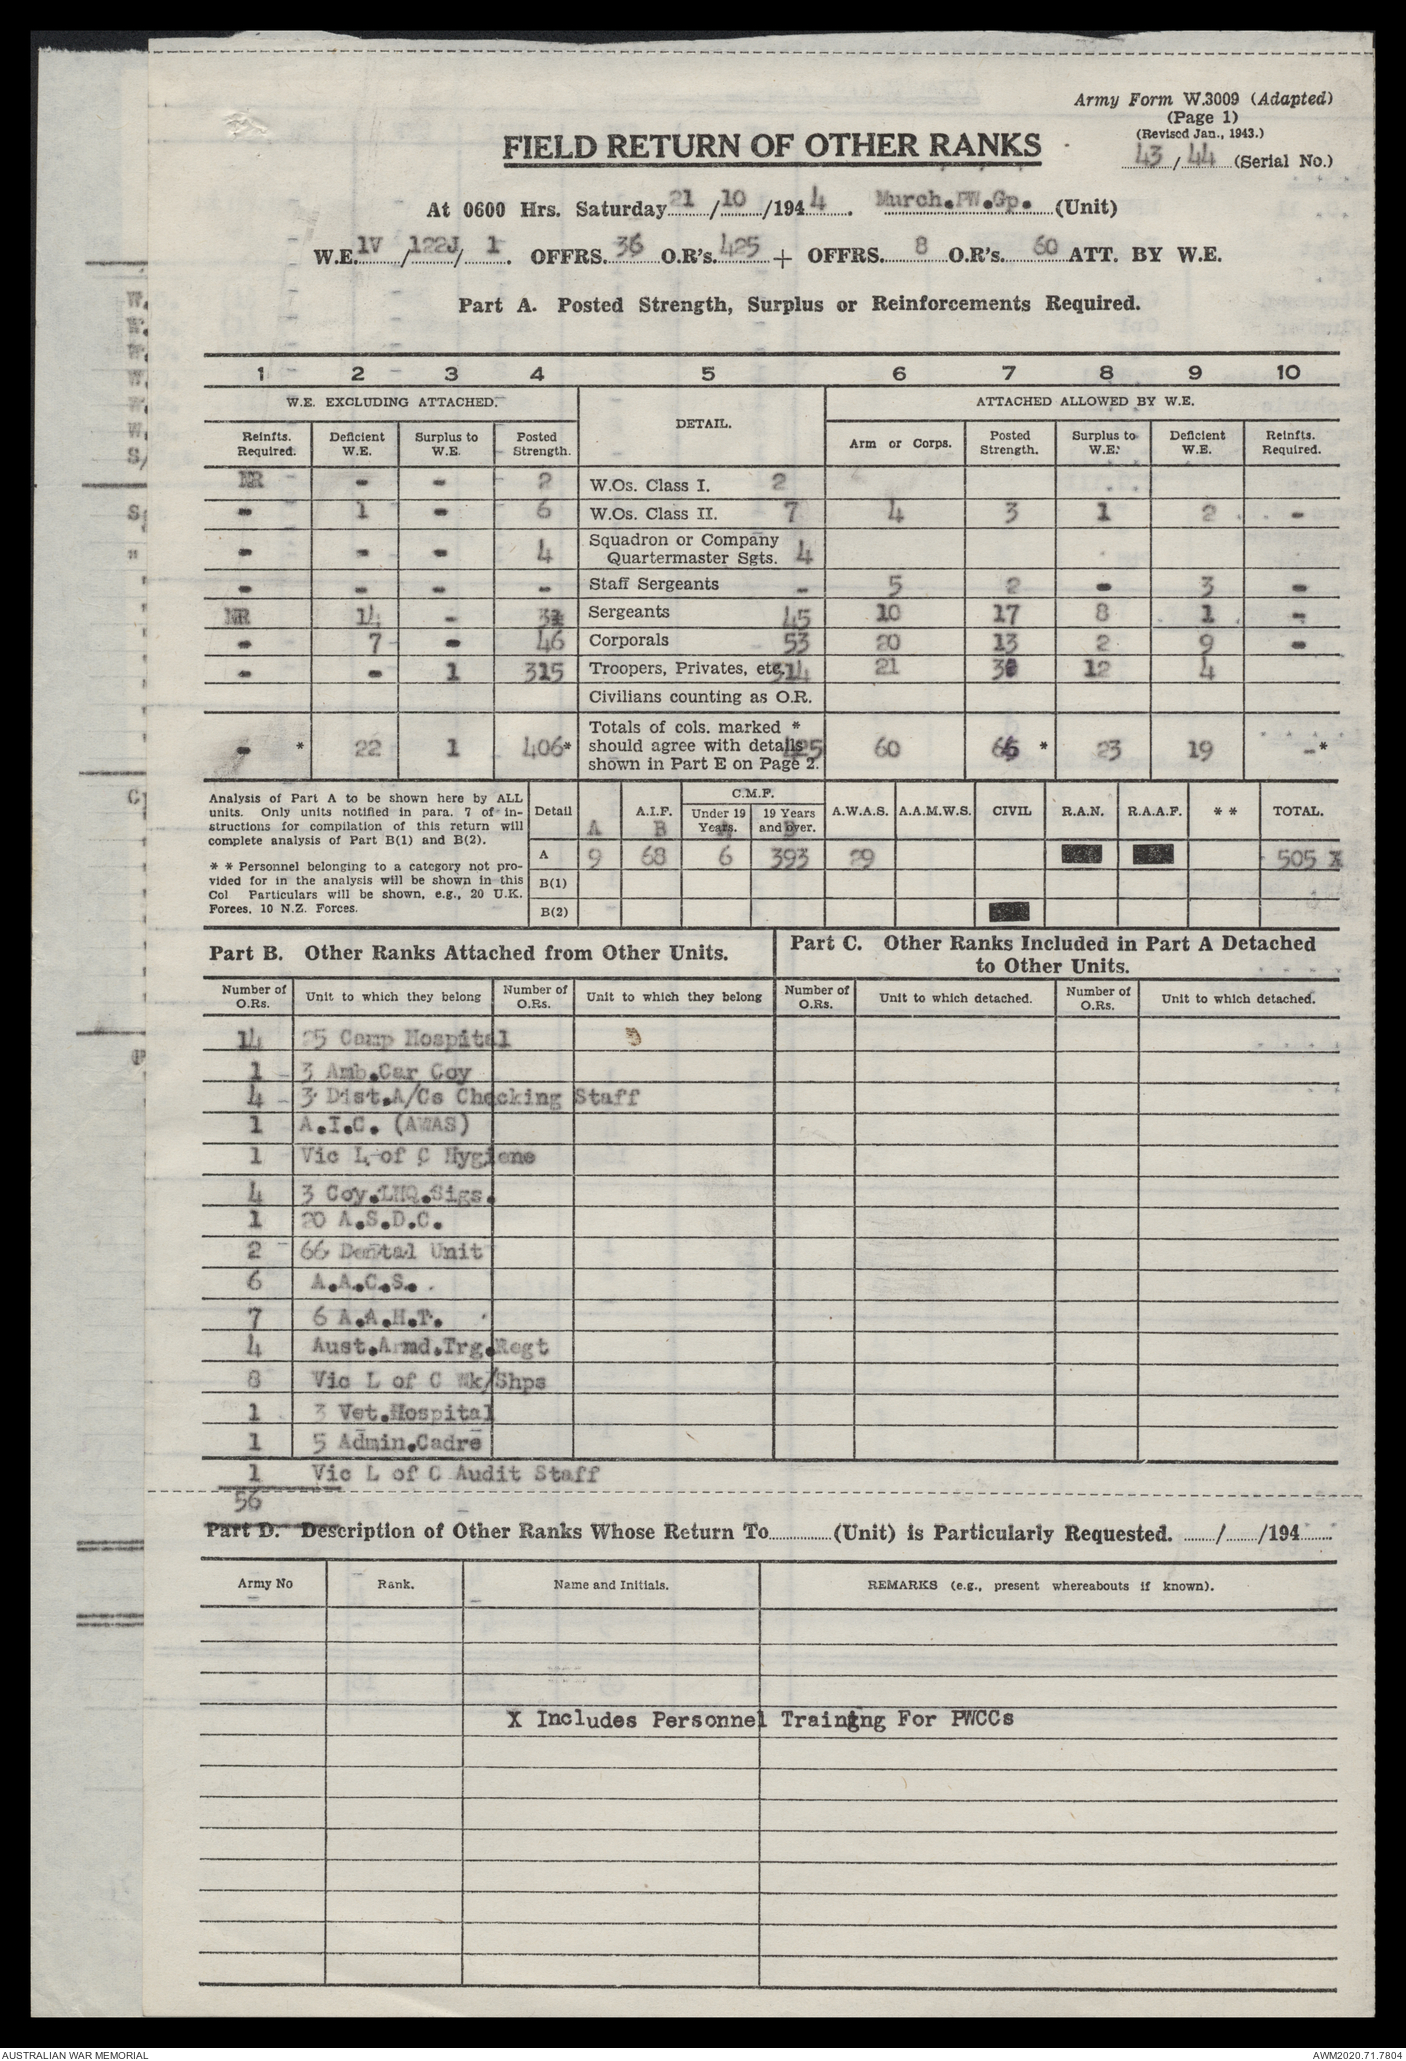 Army Form W.3009 (Adapted)
(Page 1)
(Revised Jan., 1943.)
43 / 44 (Serial No.)
FIELD RETURN OF OTHER RANKS
At 0600 Hrs. Saturday 21 / 10 /194 4 . Murch.PW.Gp. (Unit)
W.E. 1V / 122J / 1 . OFFRS. 36 O.R's. 425 + OFFRS. 8 O.R's. 60 ATT. BY W.E.
Part A. Posted Strength, Surplus or Reinforcements Required.
1 2 3 4 5 6 7 8 9 10
W.E. EXCLUDING ATTACHED. DETAIL. ATTACHED ALLOWED BY W.E.
Reinfts. Required. Deficient W.E. Surplus to W.E. Posted Strength. Arm or Corps. Posted Strength. Surplus to W.E. Deficient W.E. Reinfts. Required.
NR - - 2 W.Os. Class I. 2
- 1 - 6 W.Os. Class II. 7 4 3 1 2 -
- - - 4 Squadron or Company Quartermaster Sgts. 4
- - - - Staff Sergeants - 5 2 - 3 -
NR 14 - 3 Sergeants 45 10 17 8 1 -
- 7 - 46 Corporals 53 20 13 2 9 -
- - 1 315 Troopers, Privates, etc. 314 21 3 12 4
Civilians counting as O.R.
- * 22 1 406* Totals of cols. marked * should agree with details shown in Part E on Page 2. 425 60 66 * 23 19 -*
Analysis of Part A to be shown here by ALL
units. Only units notified in para. 7 of in-
structions for compilation of this return will
complete analysis of Part B(1) and B(2).
* * Personnel belonging to a category not pro-
vided for in the analysis will be shown in this
Col Particulars will be shown, e.g., 20 U.K.
Forces, 10 N.Z. Forces.
Detail A A.I.F. B C.M.F. Under 19 Years. 19 Years and over. A.W.A.S. A.A.M.W.S. CIVIL R.A.N. R.A.A.F. * * TOTAL.
A 9 68 6 393 29 505 X
B(1)
B(2)
Part B. Other Ranks Attached from Other Units.
Part C. Other Ranks Included in Part A Detached
to Other Units.
Number of O.Rs. Unit to which they belong Number of O.Rs. Unit to which they belong Number of O.Rs. Unit to which detached. Number of O.Rs. Unit to which detached.
14 25 Camp Hospital
1 3 Amb.Car Coy
4 3 Dist.A/Cs Checking Staff
1 A.I.C. (AWAS)
1 Vic L of C Hygiene
4 3 Coy.LHQ.Sigs.
1 20 A.S.D.C.
2 66 Dental Unit
6 A.A.C.S.
7 6 A.A.H.T.
4 Aust.Armd.Trg.Regt
8 Vic L of C Wk/Shps
1 3 Vet.Hospital
1 5 Admin.Cadre
1 Vic L of C Audit Staff
56
Part D. Description of Other Ranks Whose Return To (Unit) is Particularly Requested. / /194
Army No Rank. Name and Initials. REMARKS (e.g., present whereabouts if known).
X Includes Personnel Training For PWCCs
AUSTRALIAN WAR MEMORIAL AWM2020.71.7804